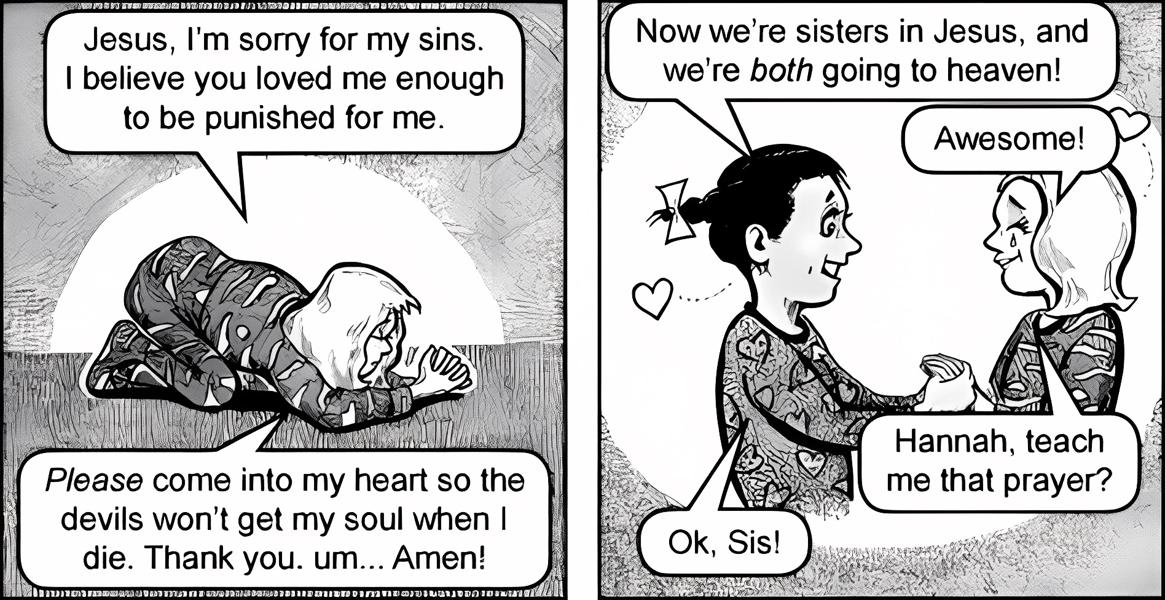 Jesus, I'm sorry for my sins.
I believe you loved me enough
to be punished for me.
Please come into my heart so the
devils won't get my soul when I
die. Thank you. um... Amen!
Now we're sisters in Jesus, and
we're both going to heaven!
Awesome!
Hannah, teach
me that prayer?
Ok, Sis!